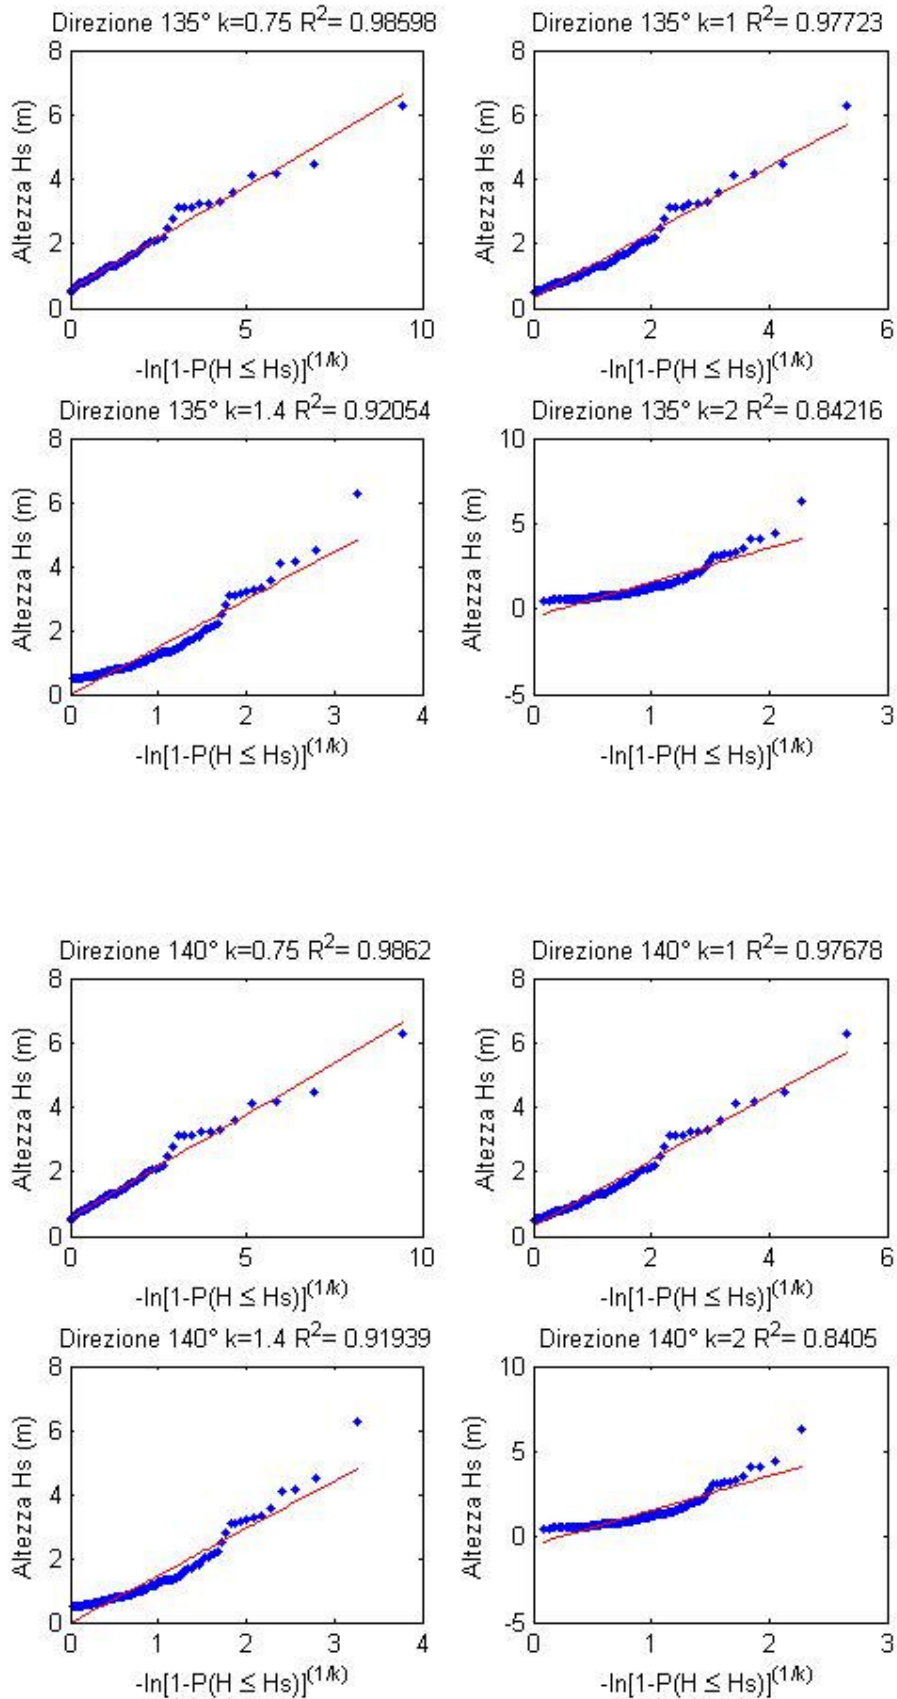 Direzione 135° k=0.75 R²= 0.98598
Altezza Hs (m)
8
6
4
2
0
0 5 10
-ln[1-P(H ≤ Hs)]^(1/k)
Direzione 135° k=1 R²= 0.97723
Altezza Hs (m)
8
6
4
2
0
0 2 4 6
-ln[1-P(H ≤ Hs)]^(1/k)
Direzione 135° k=1.4 R²= 0.92054
Altezza Hs (m)
8
6
4
2
0
0 1 2 3 4
-ln[1-P(H ≤ Hs)]^(1/k)
Direzione 135° k=2 R²= 0.84216
Altezza Hs (m)
10
5
0
-5
0 1 2 3
-ln[1-P(H ≤ Hs)]^(1/k)
Direzione 140° k=0.75 R²= 0.9862
Altezza Hs (m)
8
6
4
2
0
0 5 10
-ln[1-P(H ≤ Hs)]^(1/k)
Direzione 140° k=1 R²= 0.97678
Altezza Hs (m)
8
6
4
2
0
0 2 4 6
-ln[1-P(H ≤ Hs)]^(1/k)
Direzione 140° k=1.4 R²= 0.91939
Altezza Hs (m)
8
6
4
2
0
0 1 2 3 4
-ln[1-P(H ≤ Hs)]^(1/k)
Direzione 140° k=2 R²= 0.8405
Altezza Hs (m)
10
5
0
-5
0 1 2 3
-ln[1-P(H ≤ Hs)]^(1/k)